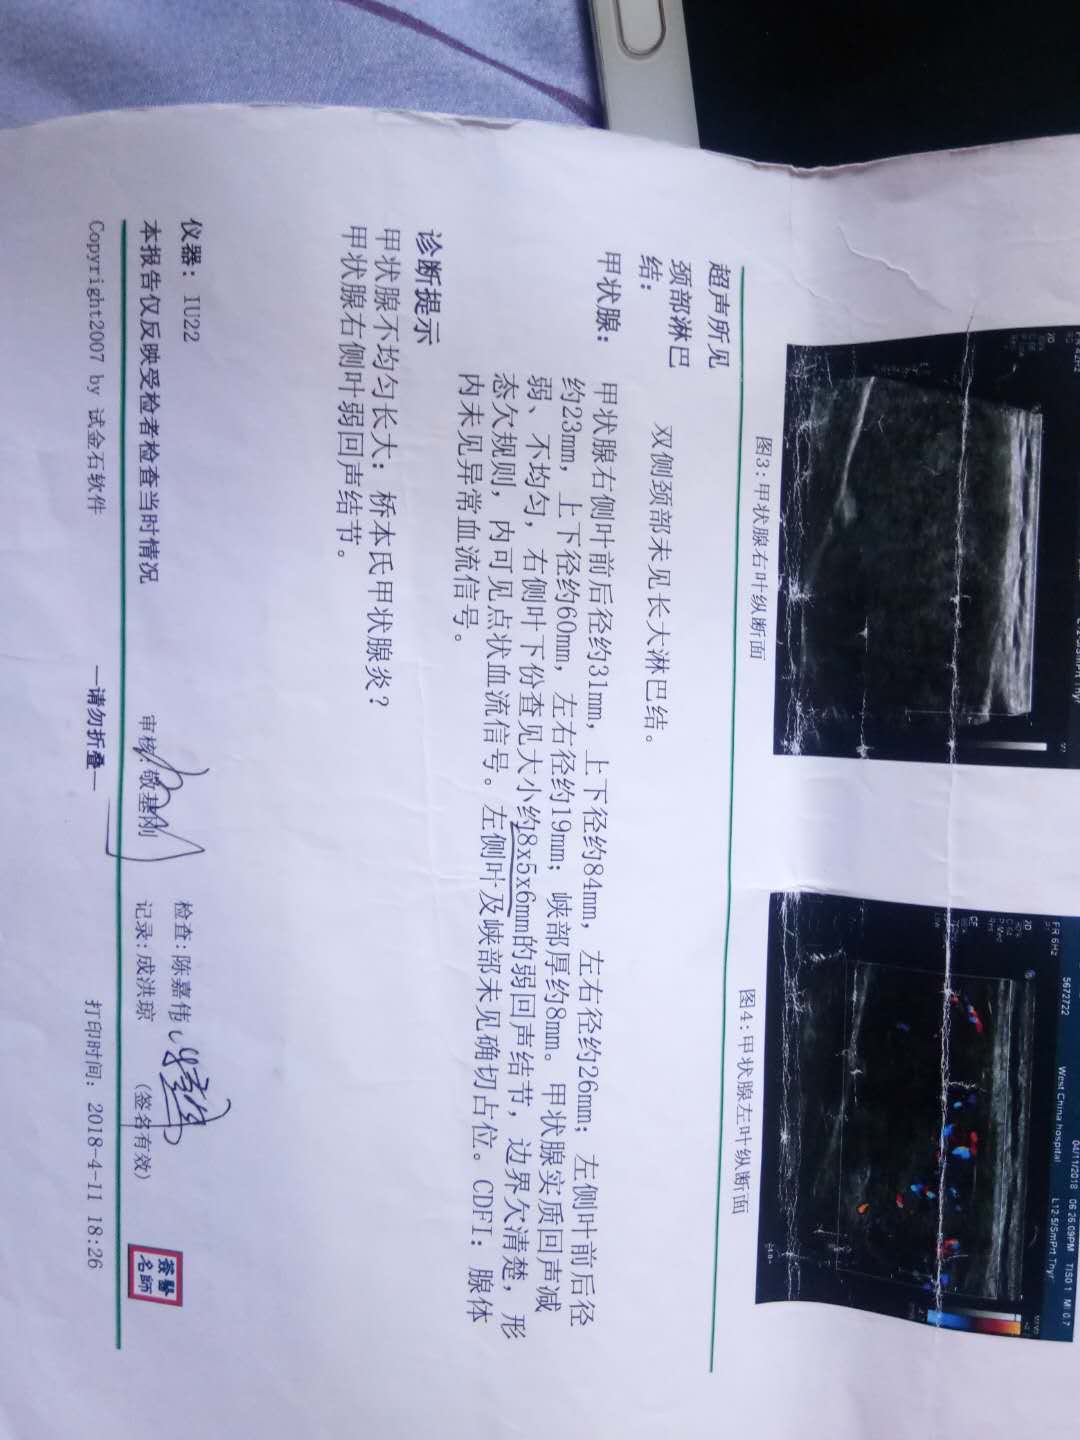 FR 6Hz
2D
CF
5672722
West China hospital
04/11/2018 06:26:09PM TIS0.1 MI 0.7
L12-5/SmPrt Thyr
图3:甲状腺右叶纵断面
图4:甲状腺左叶纵断面
超声所见
颈部淋巴结: 双侧颈部未见长大淋巴结。
甲状腺: 甲状腺右侧叶前后径约31mm, 上下径约84mm, 左右径约26mm; 左侧叶前后径
约23mm, 上下径约60mm, 左右径约19mm; 峡部厚约8mm。甲状腺实质回声减
弱、不均匀, 右侧叶下份查见大小约8x5x6mm的弱回声结节, 边界欠清楚, 形
态欠规则, 内可见点状血流信号。左侧叶及峡部未见确切占位。CDFI: 腺体
内未见异常血流信号。
诊断提示
甲状腺不均匀长大: 桥本氏甲状腺炎?
甲状腺右侧叶弱回声结节。
仪器: IU22
检查:陈嘉伟
本报告仅反映受检者检查当时情况
审核:敬基刚
记录:成洪琼 (签名有效)
签醫名師
Copyright2007 by 试金石软件
—请勿折叠—
打印时间: 2018-4-11 18:26